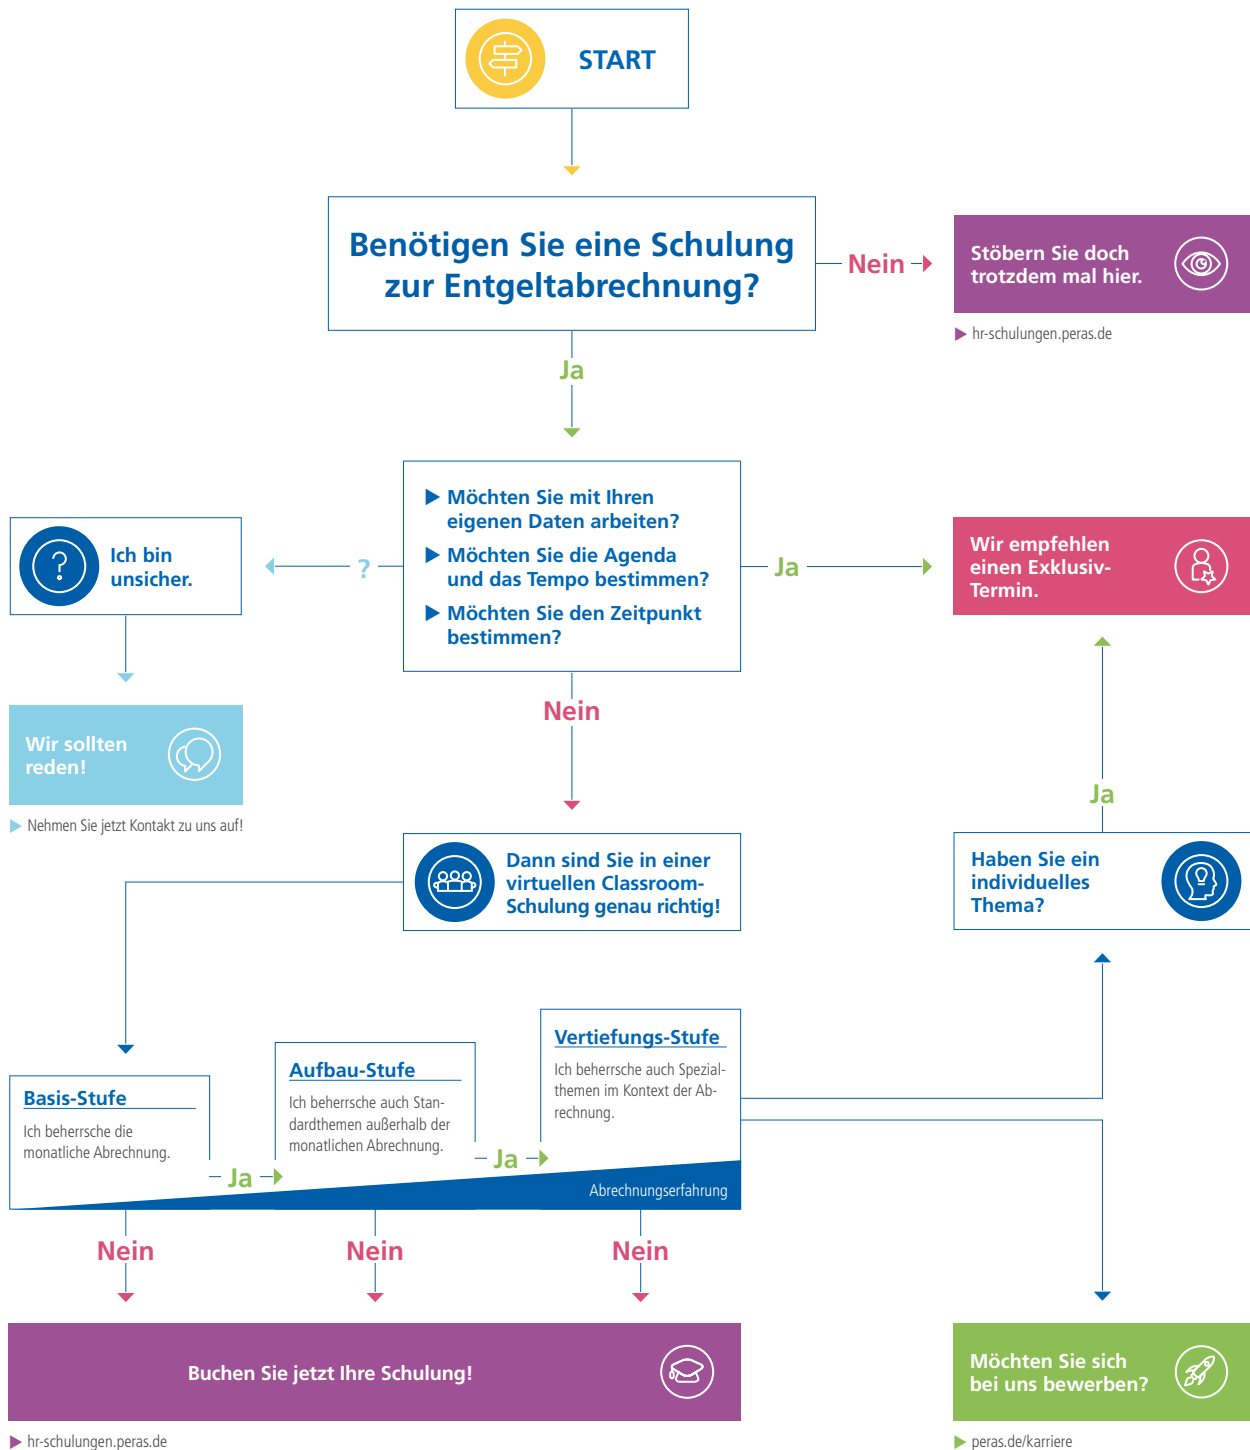 START
Benötigen Sie eine Schulung
zur Entgeltabrechnung?
Nein
Stöbern Sie doch
trotzdem mal hier.
▶ hr-schulungen.peras.de
Ja
▶ Möchten Sie mit Ihren
eigenen Daten arbeiten?
▶ Möchten Sie die Agenda
und das Tempo bestimmen?
▶ Möchten Sie den Zeitpunkt
bestimmen?
?
Ich bin
unsicher.
Ja
Wir empfehlen
einen Exklusiv-
Termin.
Wir sollten
reden!
▶ Nehmen Sie jetzt Kontakt zu uns auf!
Nein
Ja
Dann sind Sie in einer
virtuellen Classroom-
Schulung genau richtig!
Haben Sie ein
individuelles
Thema?
Basis-Stufe
Ich beherrsche die
monatliche Abrechnung.
Ja
Aufbau-Stufe
Ich beherrsche auch Stan-
dardthemen außerhalb der
monatlichen Abrechnung.
Ja
Vertiefungs-Stufe
Ich beherrsche auch Spezial-
themen im Kontext der Ab-
rechnung.
Abrechnungserfahrung
Nein
Nein
Nein
Buchen Sie jetzt Ihre Schulung!
▶ hr-schulungen.peras.de
Möchten Sie sich
bei uns bewerben?
▶ peras.de/karriere